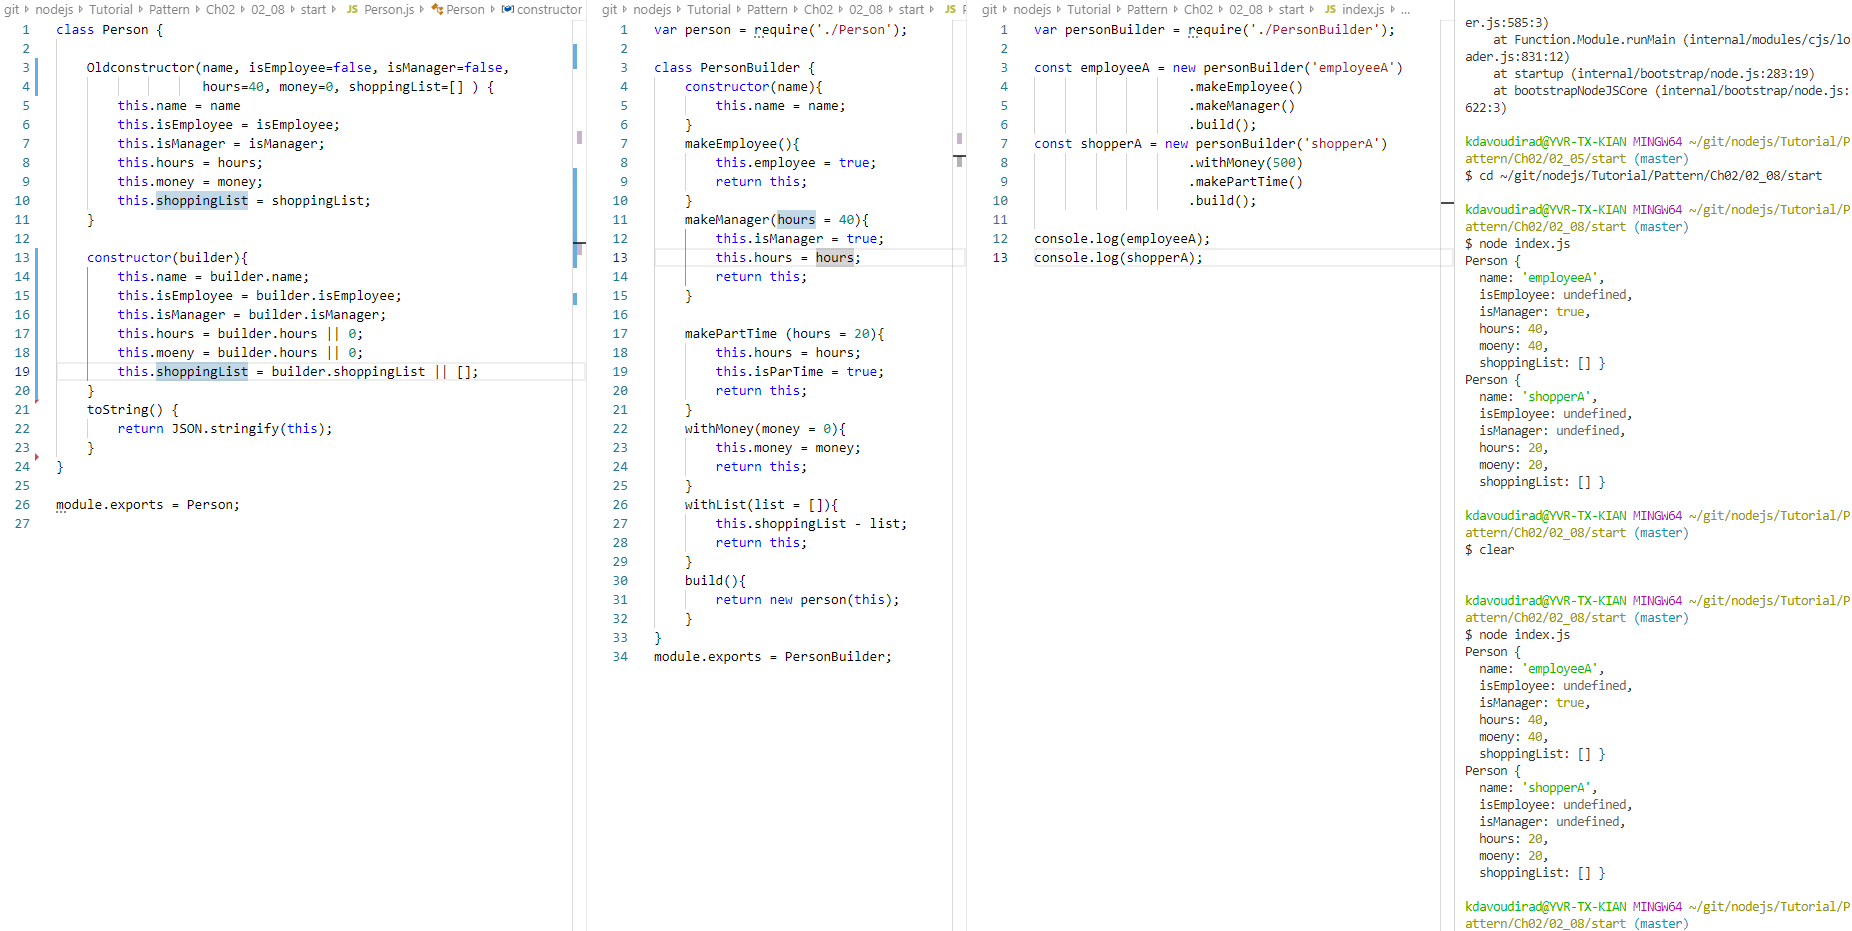 git › nodejs › Tutorial › Pattern › Ch02 › 02_08 › start › JS Person.js › Person › constructor
1 class Person {
2
3 Oldconstructor(name, isEmployee=false, isManager=false,
4 hours=40, money=0, shoppingList=[] ) {
5 this.name = name
6 this.isEmployee = isEmployee;
7 this.isManager = isManager;
8 this.hours = hours;
9 this.money = money;
10 this.shoppingList = shoppingList;
11 }
12
13 constructor(builder){
14 this.name = builder.name;
15 this.isEmployee = builder.isEmployee;
16 this.isManager = builder.isManager;
17 this.hours = builder.hours || 0;
18 this.moeny = builder.hours || 0;
19 this.shoppingList = builder.shoppingList || [];
20 }
21 toString() {
22 return JSON.stringify(this);
23 }
24 }
25
26 module.exports = Person;
27
git › nodejs › Tutorial › Pattern › Ch02 › 02_08 › start › JS
1 var person = require('./Person');
2
3 class PersonBuilder {
4 constructor(name){
5 this.name = name;
6 }
7 makeEmployee(){
8 this.employee = true;
9 return this;
10 }
11 makeManager(hours = 40){
12 this.isManager = true;
13 this.hours = hours;
14 return this;
15 }
16
17 makePartTime (hours = 20){
18 this.hours = hours;
19 this.isParTime = true;
20 return this;
21 }
22 withMoney(money = 0){
23 this.money = money;
24 return this;
25 }
26 withList(list = []){
27 this.shoppingList - list;
28 return this;
29 }
30 build(){
31 return new person(this);
32 }
33 }
34 module.exports = PersonBuilder;
git › nodejs › Tutorial › Pattern › Ch02 › 02_08 › start › JS index.js › ...
1 var personBuilder = require('./PersonBuilder');
2
3 const employeeA = new personBuilder('employeeA')
4 .makeEmployee()
5 .makeManager()
6 .build();
7 const shopperA = new personBuilder('shopperA')
8 .withMoney(500)
9 .makePartTime()
10 .build();
11
12 console.log(employeeA);
13 console.log(shopperA);
er.js:585:3)
at Function.Module.runMain (internal/modules/cjs/lo
ader.js:831:12)
at startup (internal/bootstrap/node.js:283:19)
at bootstrapNodeJSCore (internal/bootstrap/node.js:
622:3)
kdavoudirad@YVR-TX-KIAN MINGW64 ~/git/nodejs/Tutorial/P
attern/Ch02/02_05/start (master)
$ cd ~/git/nodejs/Tutorial/Pattern/Ch02/02_08/start
kdavoudirad@YVR-TX-KIAN MINGW64 ~/git/nodejs/Tutorial/P
attern/Ch02/02_08/start (master)
$ node index.js
Person {
name: 'employeeA',
isEmployee: undefined,
isManager: true,
hours: 40,
moeny: 40,
shoppingList: [] }
Person {
name: 'shopperA',
isEmployee: undefined,
isManager: undefined,
hours: 20,
moeny: 20,
shoppingList: [] }
kdavoudirad@YVR-TX-KIAN MINGW64 ~/git/nodejs/Tutorial/P
attern/Ch02/02_08/start (master)
$ clear
kdavoudirad@YVR-TX-KIAN MINGW64 ~/git/nodejs/Tutorial/P
attern/Ch02/02_08/start (master)
$ node index.js
Person {
name: 'employeeA',
isEmployee: undefined,
isManager: true,
hours: 40,
moeny: 40,
shoppingList: [] }
Person {
name: 'shopperA',
isEmployee: undefined,
isManager: undefined,
hours: 20,
moeny: 20,
shoppingList: [] }
kdavoudirad@YVR-TX-KIAN MINGW64 ~/git/nodejs/Tutorial/P
attern/Ch02/02_08/start (master)